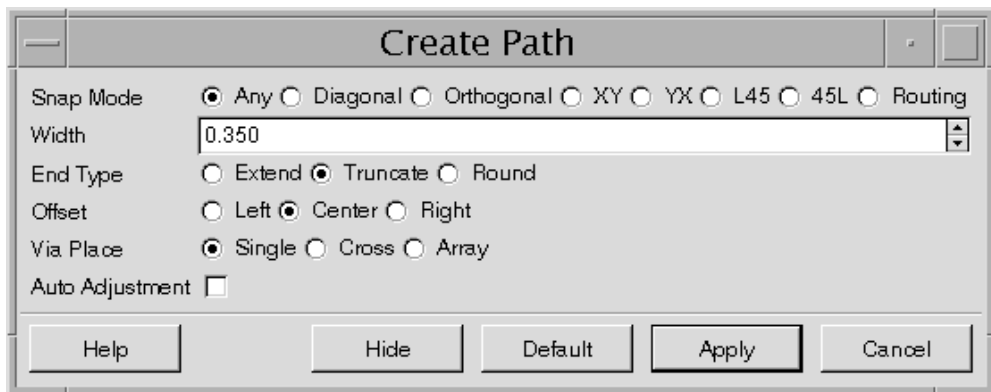 Create Path
Snap Mode Any Diagonal Orthogonal XY YX L45 45L Routing
Width 0.350
End Type Extend Truncate Round
Offset Left Center Right
Via Place Single Cross Array
Auto Adjustment
Help Hide Default Apply Cancel